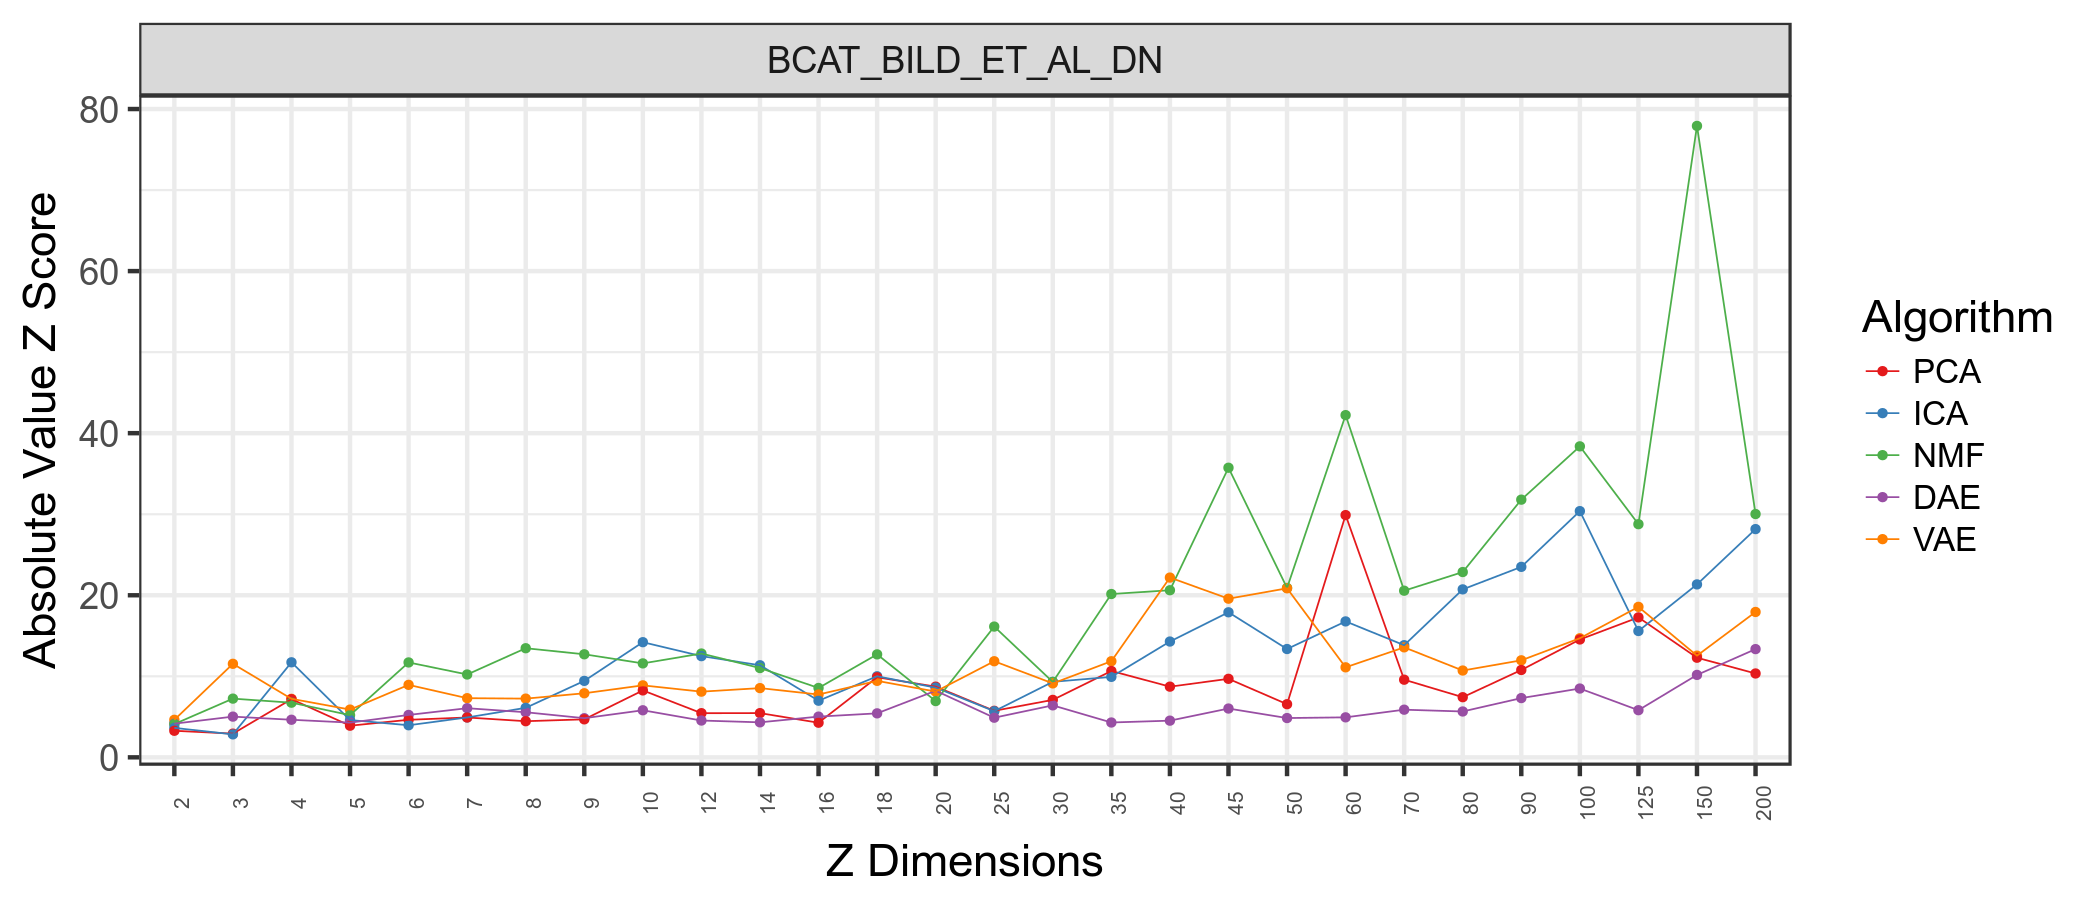 BCAT_BILD_ET_AL_DN
Absolute Value Z Score
80
60
40
20
0
2 3 4 5 6 7 8 9 10 12 14 16 18 20 25 30 35 40 45 50 60 70 80 90 100 125 150 200
Z Dimensions
Algorithm
PCA
ICA
NMF
DAE
VAE